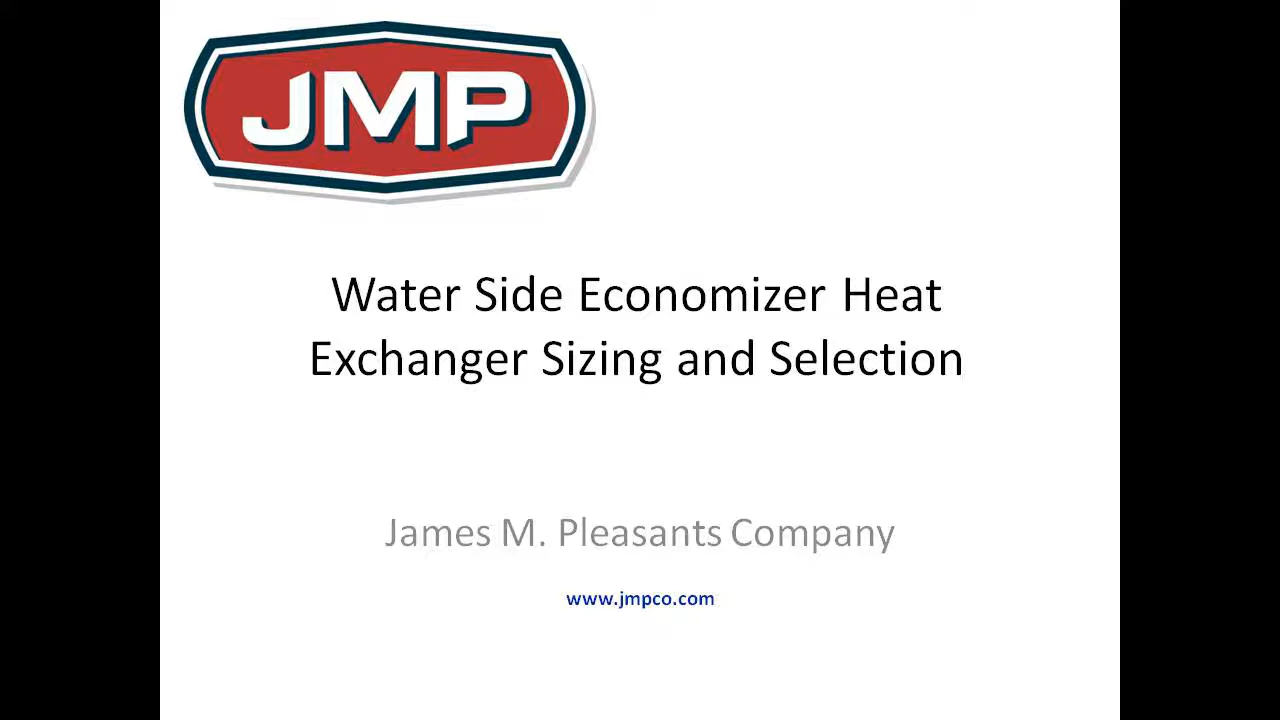 JMP
Water Side Economizer Heat
Exchanger Sizing and Selection
James M. Pleasants Company
www.jmpco.com